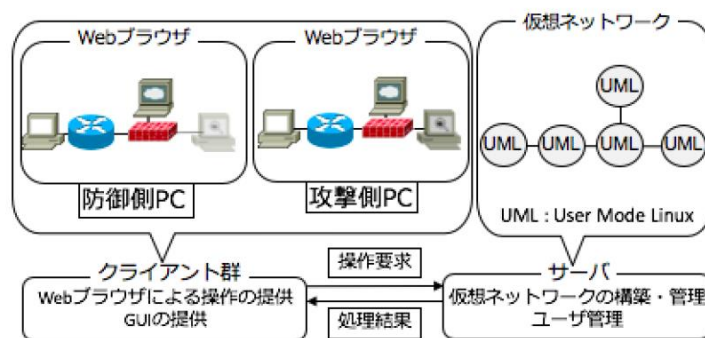 Webブラウザ
Webブラウザ
仮想ネットワーク
UML
UML
UML
UML
UML
防御側PC
攻撃側PC
UML : User Mode Linux
クライアント群
操作要求
サーバ
Webブラウザによる操作の提供
GUIの提供
仮想ネットワークの構築・管理
ユーザ管理
処理結果